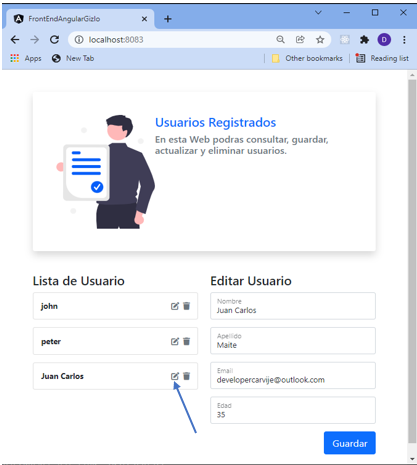 FrontEndAngularGizlo
localhost:8083
D
Apps
New Tab
Other bookmarks
Reading list
Usuarios Registrados
En esta Web podras consultar, guardar,
actualizar y eliminar usuarios.
Lista de Usuario
john
peter
Juan Carlos
Editar Usuario
Nombre
Juan Carlos
Apellido
Maite
Email
developercarvije@outlook.com
Edad
35
Guardar